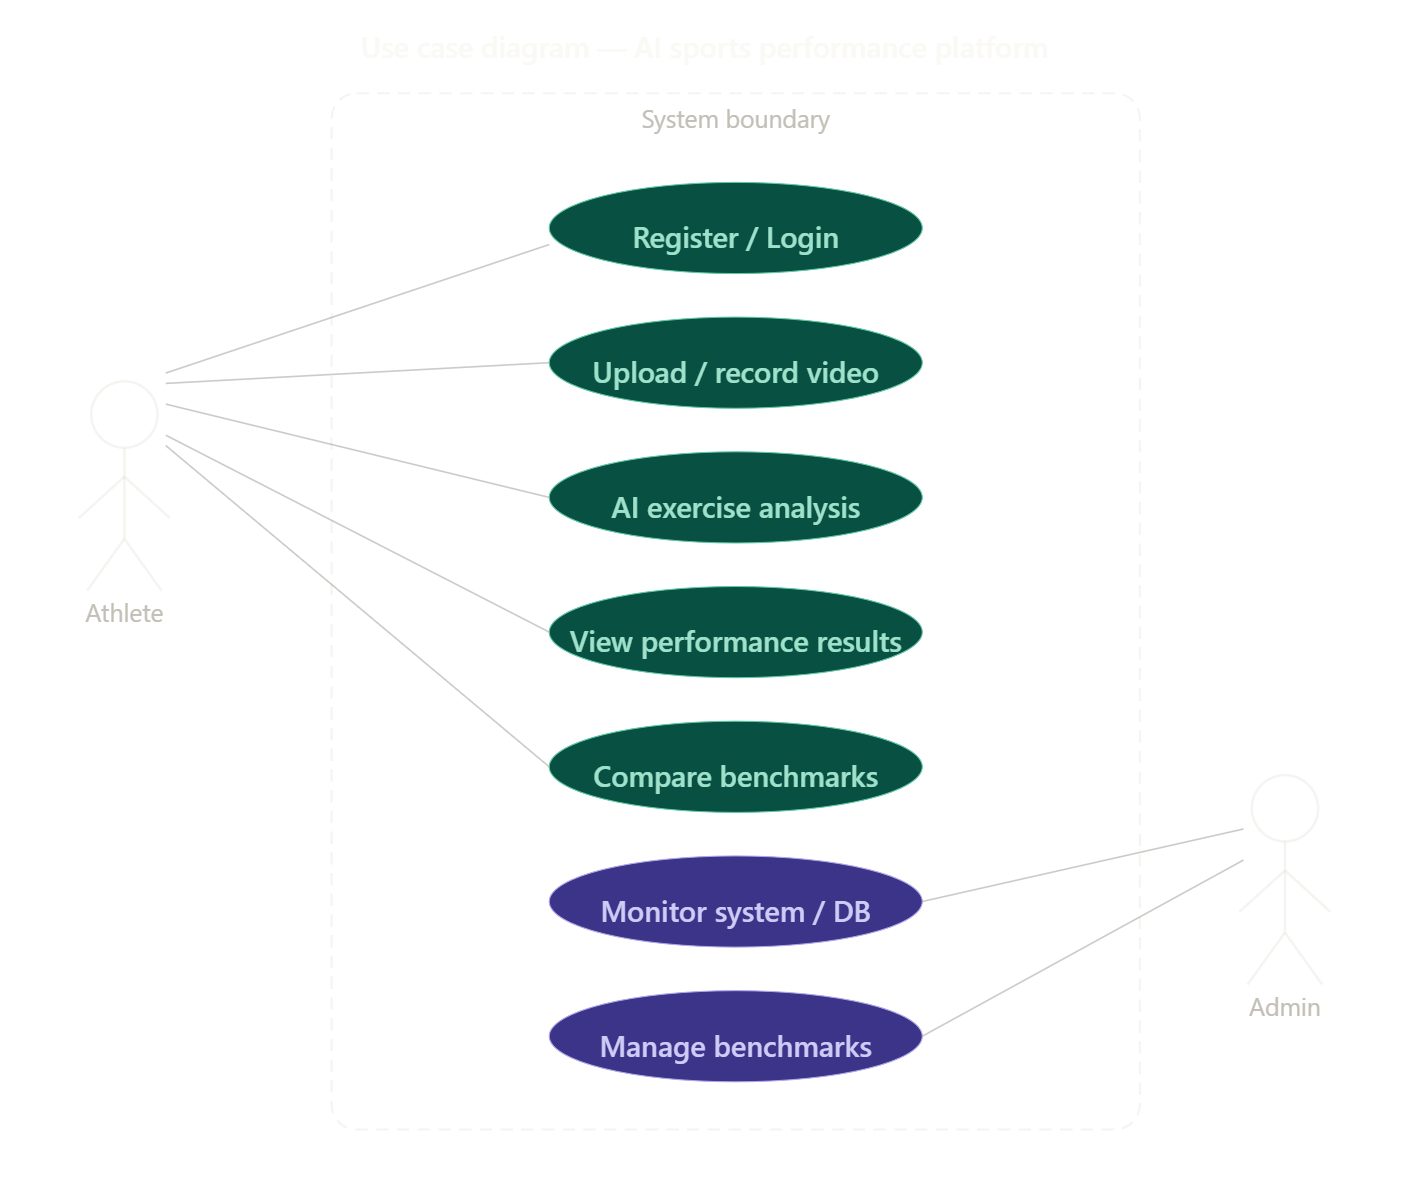 Use case diagram — AI sports performance platform
System boundary
Register / Login
Upload / record video
AI exercise analysis
View performance results
Compare benchmarks
Monitor system / DB
Manage benchmarks
Athlete
Admin